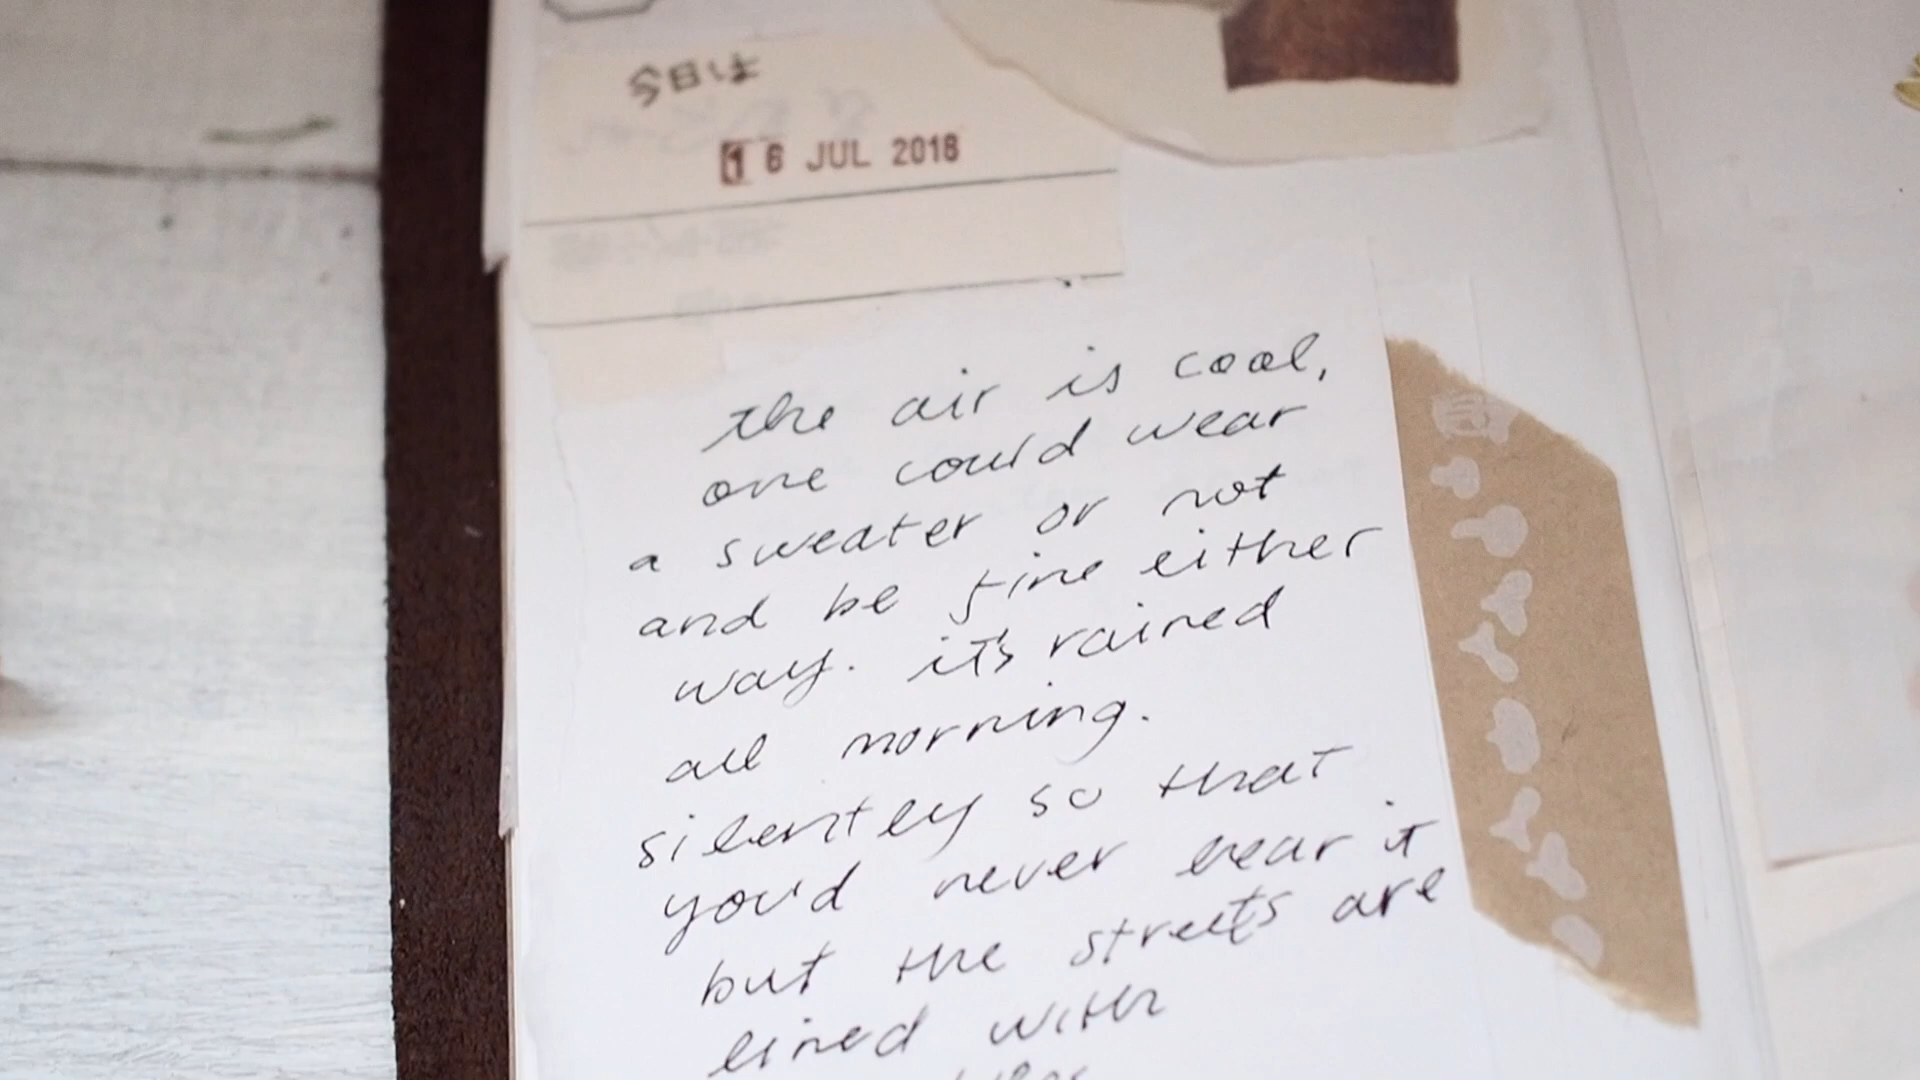 今日は
16 JUL 2018
the air is cool,
one could wear
a sweater or not
and be fine either
way. it's rained
all morning.
silently so that
you'd never hear it
but the streets are
lined with